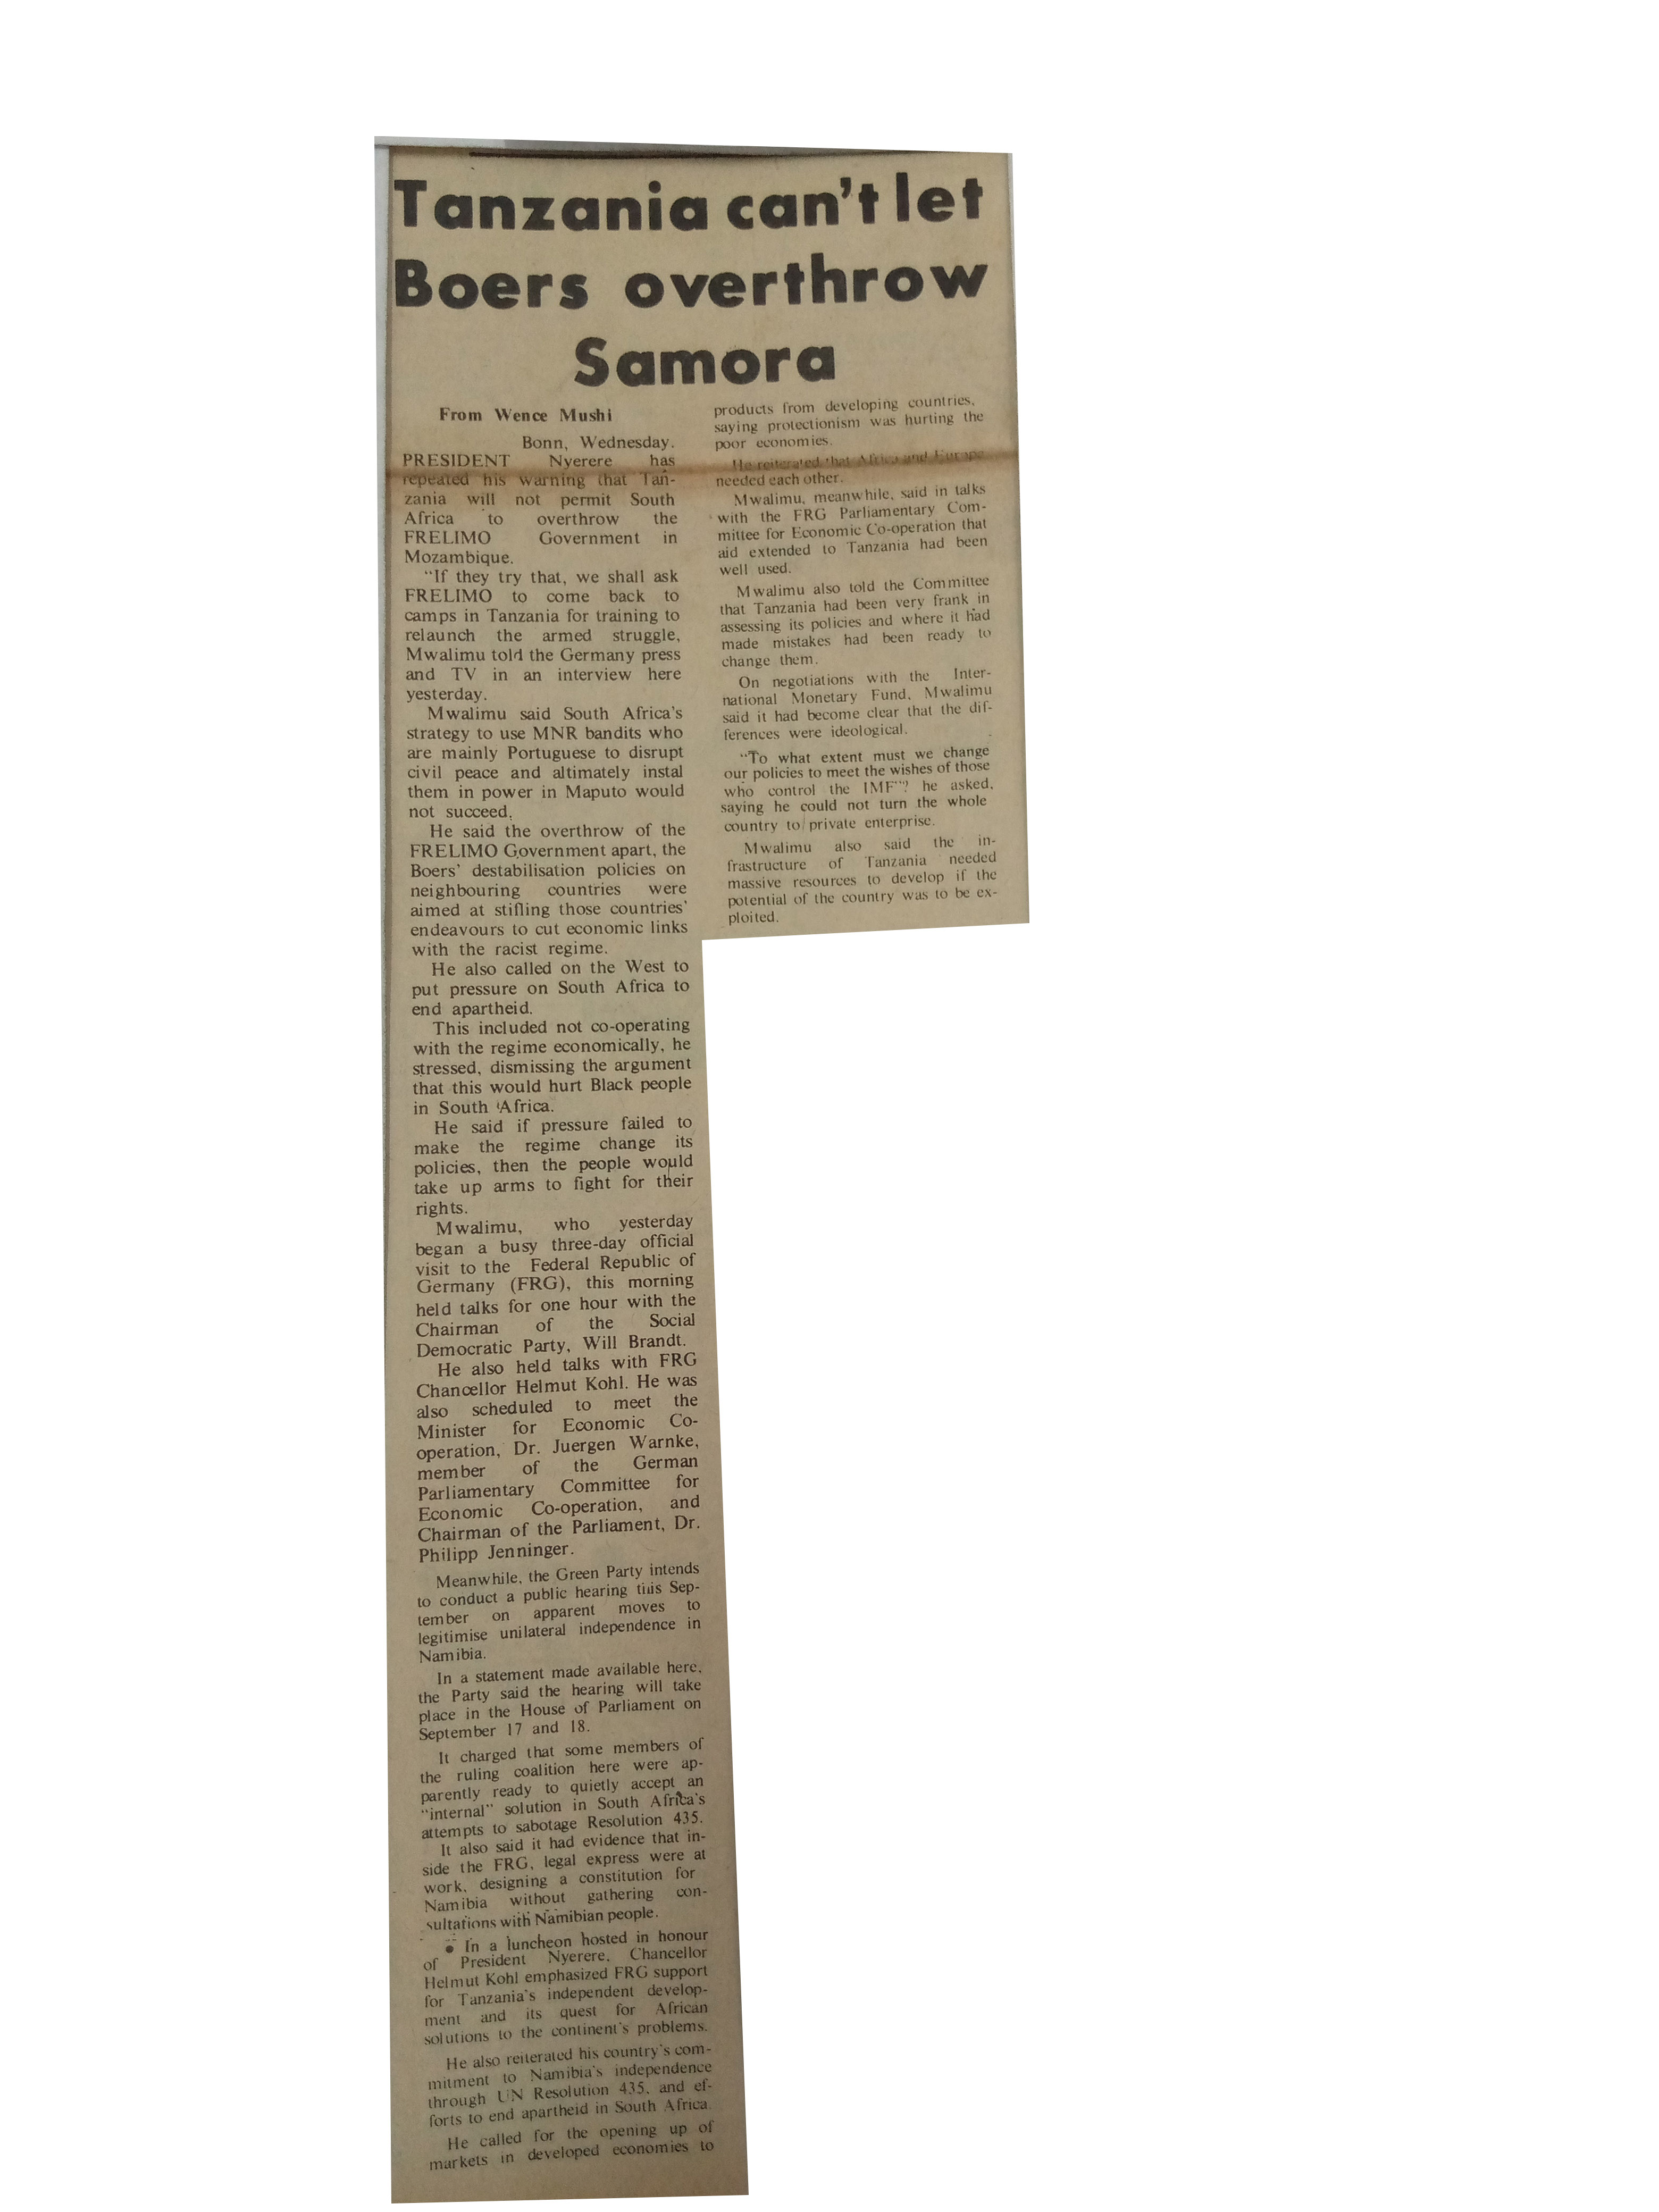 Tanzania can't let
Boers overthrow
Samora
From Wence Mushi
Bonn, Wednesday.
PRESIDENT Nyerere has
repeated his warning that Tan-
zania will not permit South
Africa to overthrow the
FRELIMO Government in
Mozambique.
"If they try that, we shall ask
FRELIMO to come back to
camps in Tanzania for training to
relaunch the armed struggle,
Mwalimu told the Germany press
and TV in an interview here
yesterday.
Mwalimu said South Africa's
strategy to use MNR bandits who
are mainly Portuguese to disrupt
civil peace and altimately instal
them in power in Maputo would
not succeed.
He said the overthrow of the
FRELIMO Government apart, the
Boers' destabilisation policies on
neighbouring countries were
aimed at stifling those countries'
endeavours to cut economic links
with the racist regime.
He also called on the West to
put pressure on South Africa to
end apartheid.
This included not co-operating
with the regime economically, he
stressed, dismissing the argument
that this would hurt Black people
in South Africa.
He said if pressure failed to
make the regime change its
policies, then the people would
take up arms to fight for their
rights.
Mwalimu, who yesterday
began a busy three-day official
visit to the Federal Republic of
Germany (FRG), this morning
held talks for one hour with the
Chairman of the Social
Democratic Party, Will Brandt.
He also held talks with FRG
Chancellor Helmut Kohl. He was
also scheduled to meet the
Minister for Economic Co-
operation, Dr. Juergen Warnke,
member of the German
Parliamentary Committee for
Economic Co-operation, and
Chairman of the Parliament, Dr.
Philipp Jenninger.
Meanwhile, the Green Party intends
to conduct a public hearing this Sep-
tember on apparent moves to
legitimise unilateral independence in
Namibia.
In a statement made available here,
the Party said the hearing will take
place in the House of Parliament on
September 17 and 18.
It charged that some members of
the ruling coalition here were ap-
parently ready to quietly accept an
"internal" solution in South Africa's
attempts to sabotage Resolution 435.
It also said it had evidence that in-
side the FRG, legal express were at
work, designing a constitution for
Namibia without gathering con-
sultations with Namibian people.
• In a luncheon hosted in honour
of President Nyerere, Chancellor
Helmut Kohl emphasized FRG support
for Tanzania's independent develop-
ment and its quest for African
solutions to the continent's problems.
He also reiterated his country's com-
mitment to Namibia's independence
through UN Resolution 435, and ef-
forts to end apartheid in South Africa.
He called for the opening up of
markets in developed economies to
products from developing countries,
saying protectionism was hurting the
poor economies.
He reiterated that Africa and Europe
needed each other.
Mwalimu, meanwhile, said in talks
with the FRG Parliamentary Com-
mittee for Economic Co-operation that
aid extended to Tanzania had been
well used.
Mwalimu also told the Committee
that Tanzania had been very frank in
assessing its policies and where it had
made mistakes had been ready to
change them.
On negotiations with the Inter-
national Monetary Fund, Mwalimu
said it had become clear that the dif-
ferences were ideological.
"To what extent must we change
our policies to meet the wishes of those
who control the IMF"? he asked,
saying he could not turn the whole
country to private enterprise.
Mwalimu also said the in-
frastructure of Tanzania needed
massive resources to develop if the
potential of the country was to be ex-
ploited.